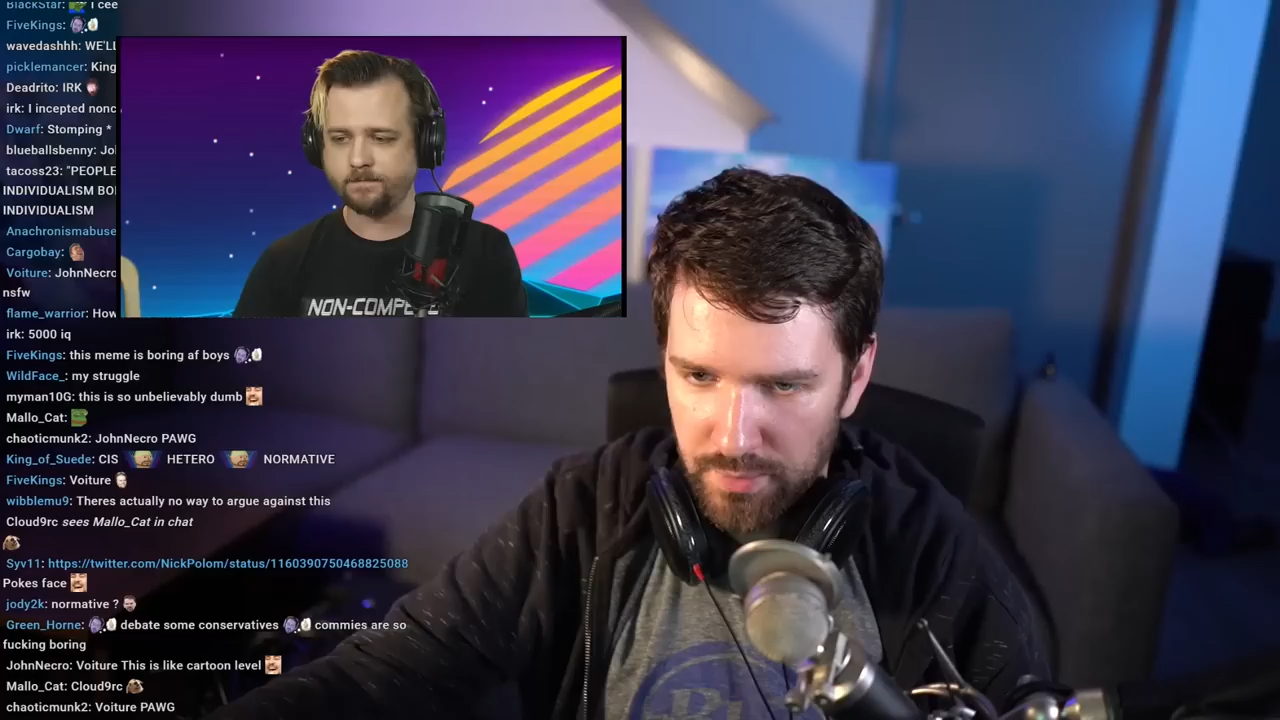 BlackStar: I cee
FiveKings:
wavedashhh: WE'LL
picklemancer: King
Deadrito: IRK
irk: I incepted nonc
Dwarf: Stomping *
blueballsbenny: Jo
tacoss23: "PEOPLE
INDIVIDUALISM BO
INDIVIDUALISM
Anachronismabuse
Cargobay:
Voiture: JohnNecro
nsfw
flame_warrior: How
irk: 5000 iq
FiveKings: this meme is boring af boys
WildFace_: my struggle
myman10G: this is so unbelievably dumb
Mallo_Cat:
chaoticmunk2: JohnNecro PAWG
King_of_Suede: CIS HETERO NORMATIVE
FiveKings: Voiture
wibblemu9: Theres actually no way to argue against this
Cloud9rc sees Mallo_Cat in chat
Syv11: https://twitter.com/NickPolom/status/1160390750468825088
Pokes face
jody2k: normative ?
Green_Horne: debate some conservatives commies are so
fucking boring
JohnNecro: Voiture This is like cartoon level
Mallo_Cat: Cloud9rc
chaoticmunk2: Voiture PAWG
NON-COMPETE